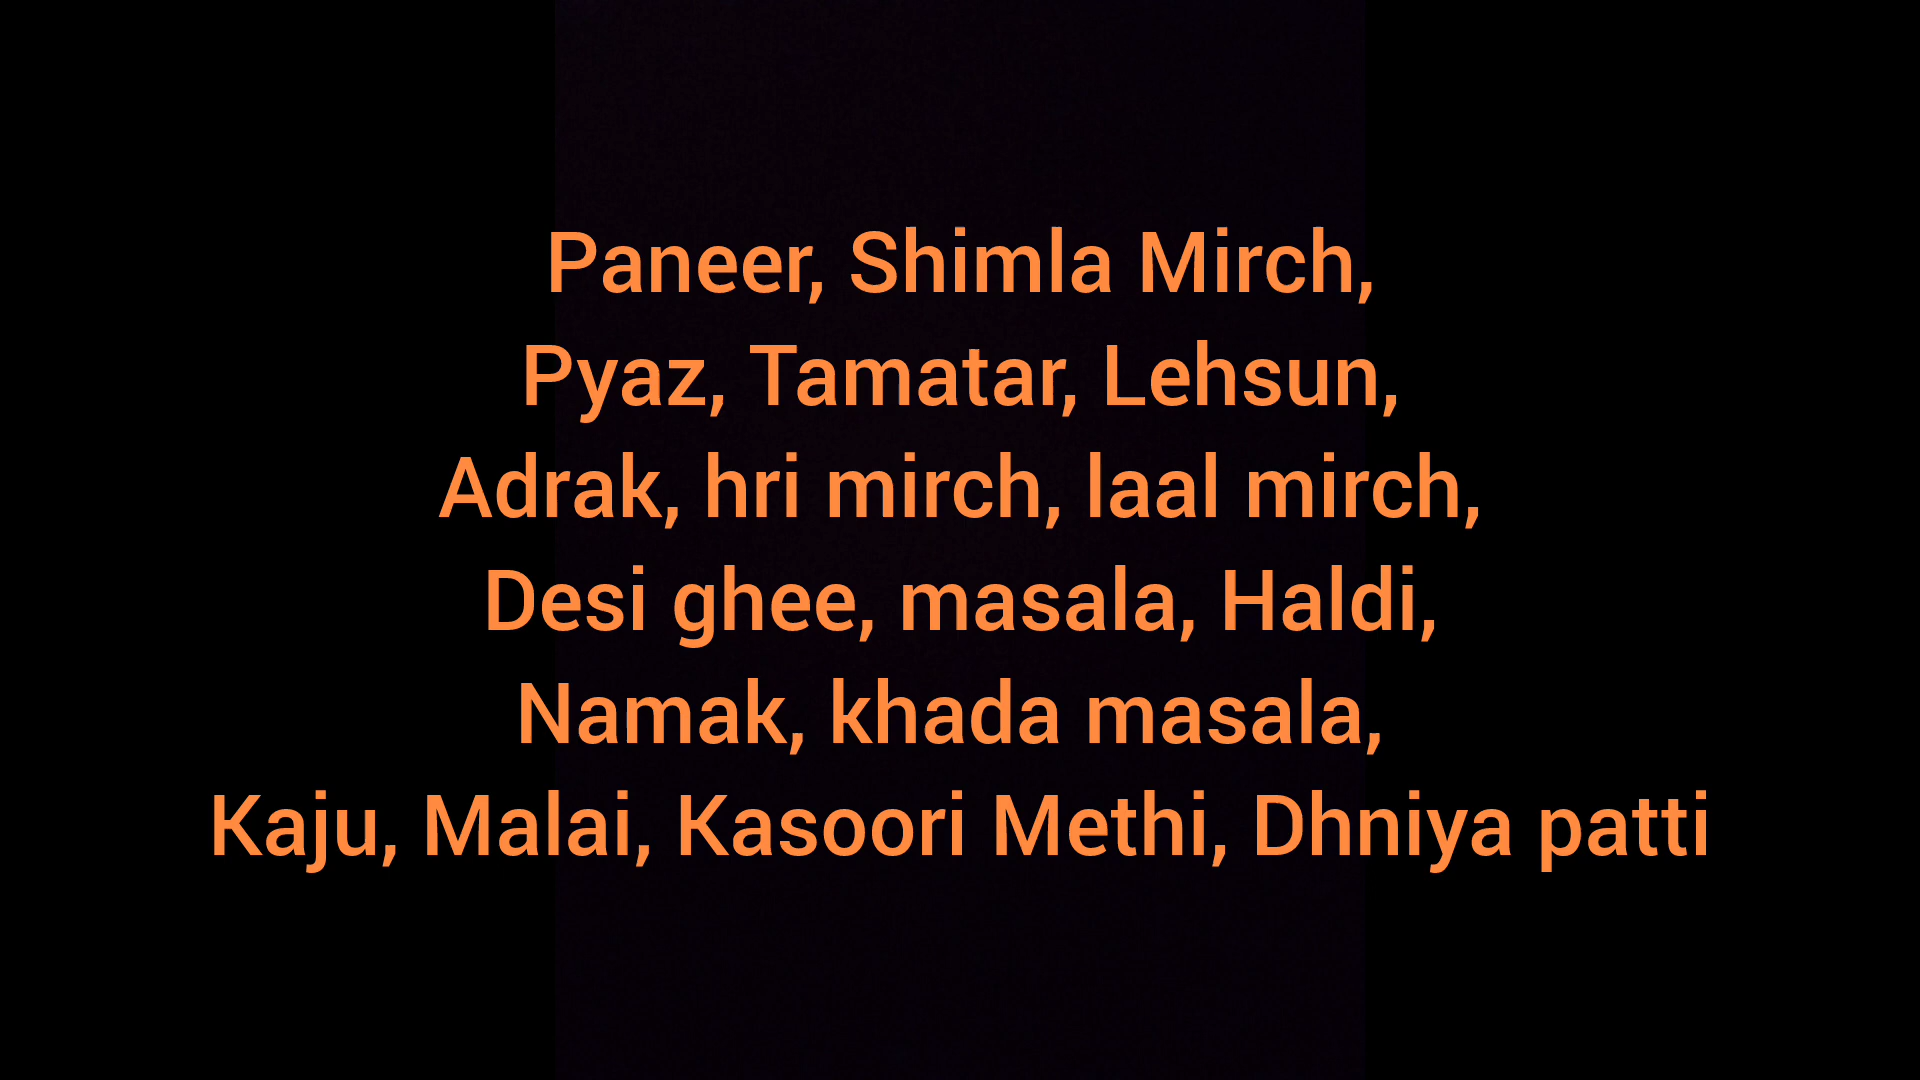 Paneer, Shimla Mirch,
Pyaz, Tamatar, Lehsun,
Adrak, hri mirch, laal mirch,
Desi ghee, masala, Haldi,
Namak, khada masala,
Kaju, Malai, Kasoori Methi, Dhniya patti